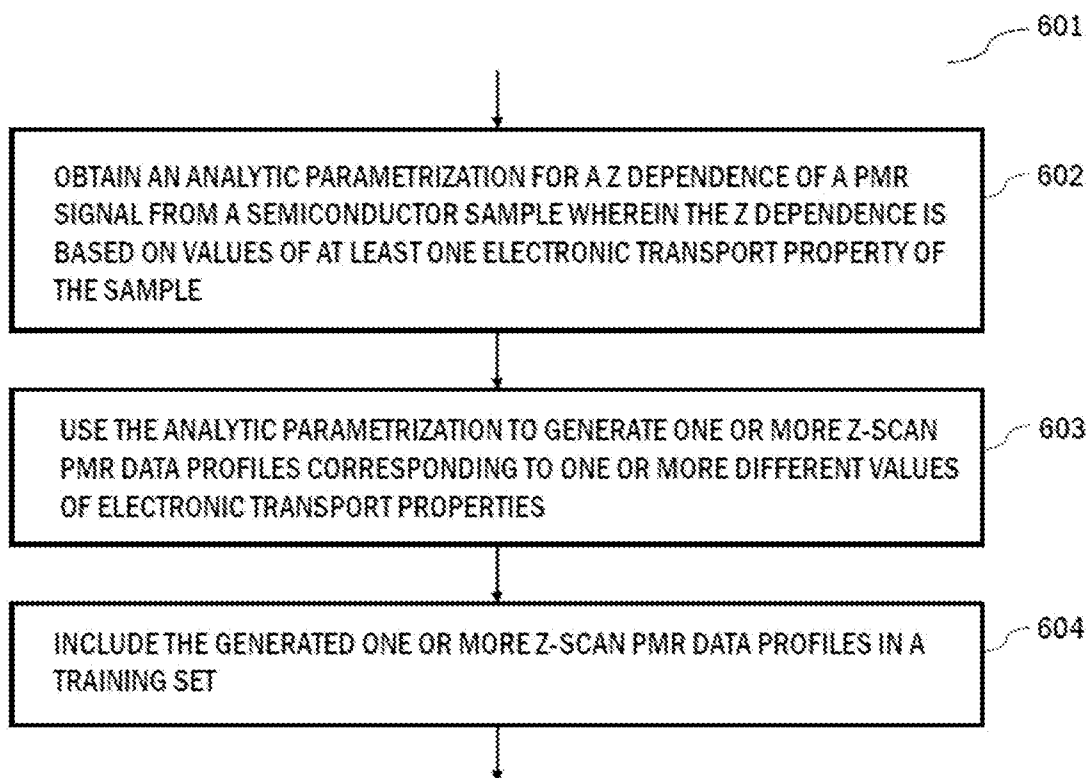 601
OBTAIN AN ANALYTIC PARAMETRIZATION FOR A Z DEPENDENCE OF A PMR
SIGNAL FROM A SEMICONDUCTOR SAMPLE WHEREIN THE Z DEPENDENCE IS
BASED ON VALUES OF AT LEAST ONE ELECTRONIC TRANSPORT PROPERTY OF
THE SAMPLE
602
USE THE ANALYTIC PARAMETRIZATION TO GENERATE ONE OR MORE Z-SCAN
PMR DATA PROFILES CORRESPONDING TO ONE OR MORE DIFFERENT VALUES
OF ELECTRONIC TRANSPORT PROPERTIES
603
INCLUDE THE GENERATED ONE OR MORE Z-SCAN PMR DATA PROFILES IN A
TRAINING SET
604